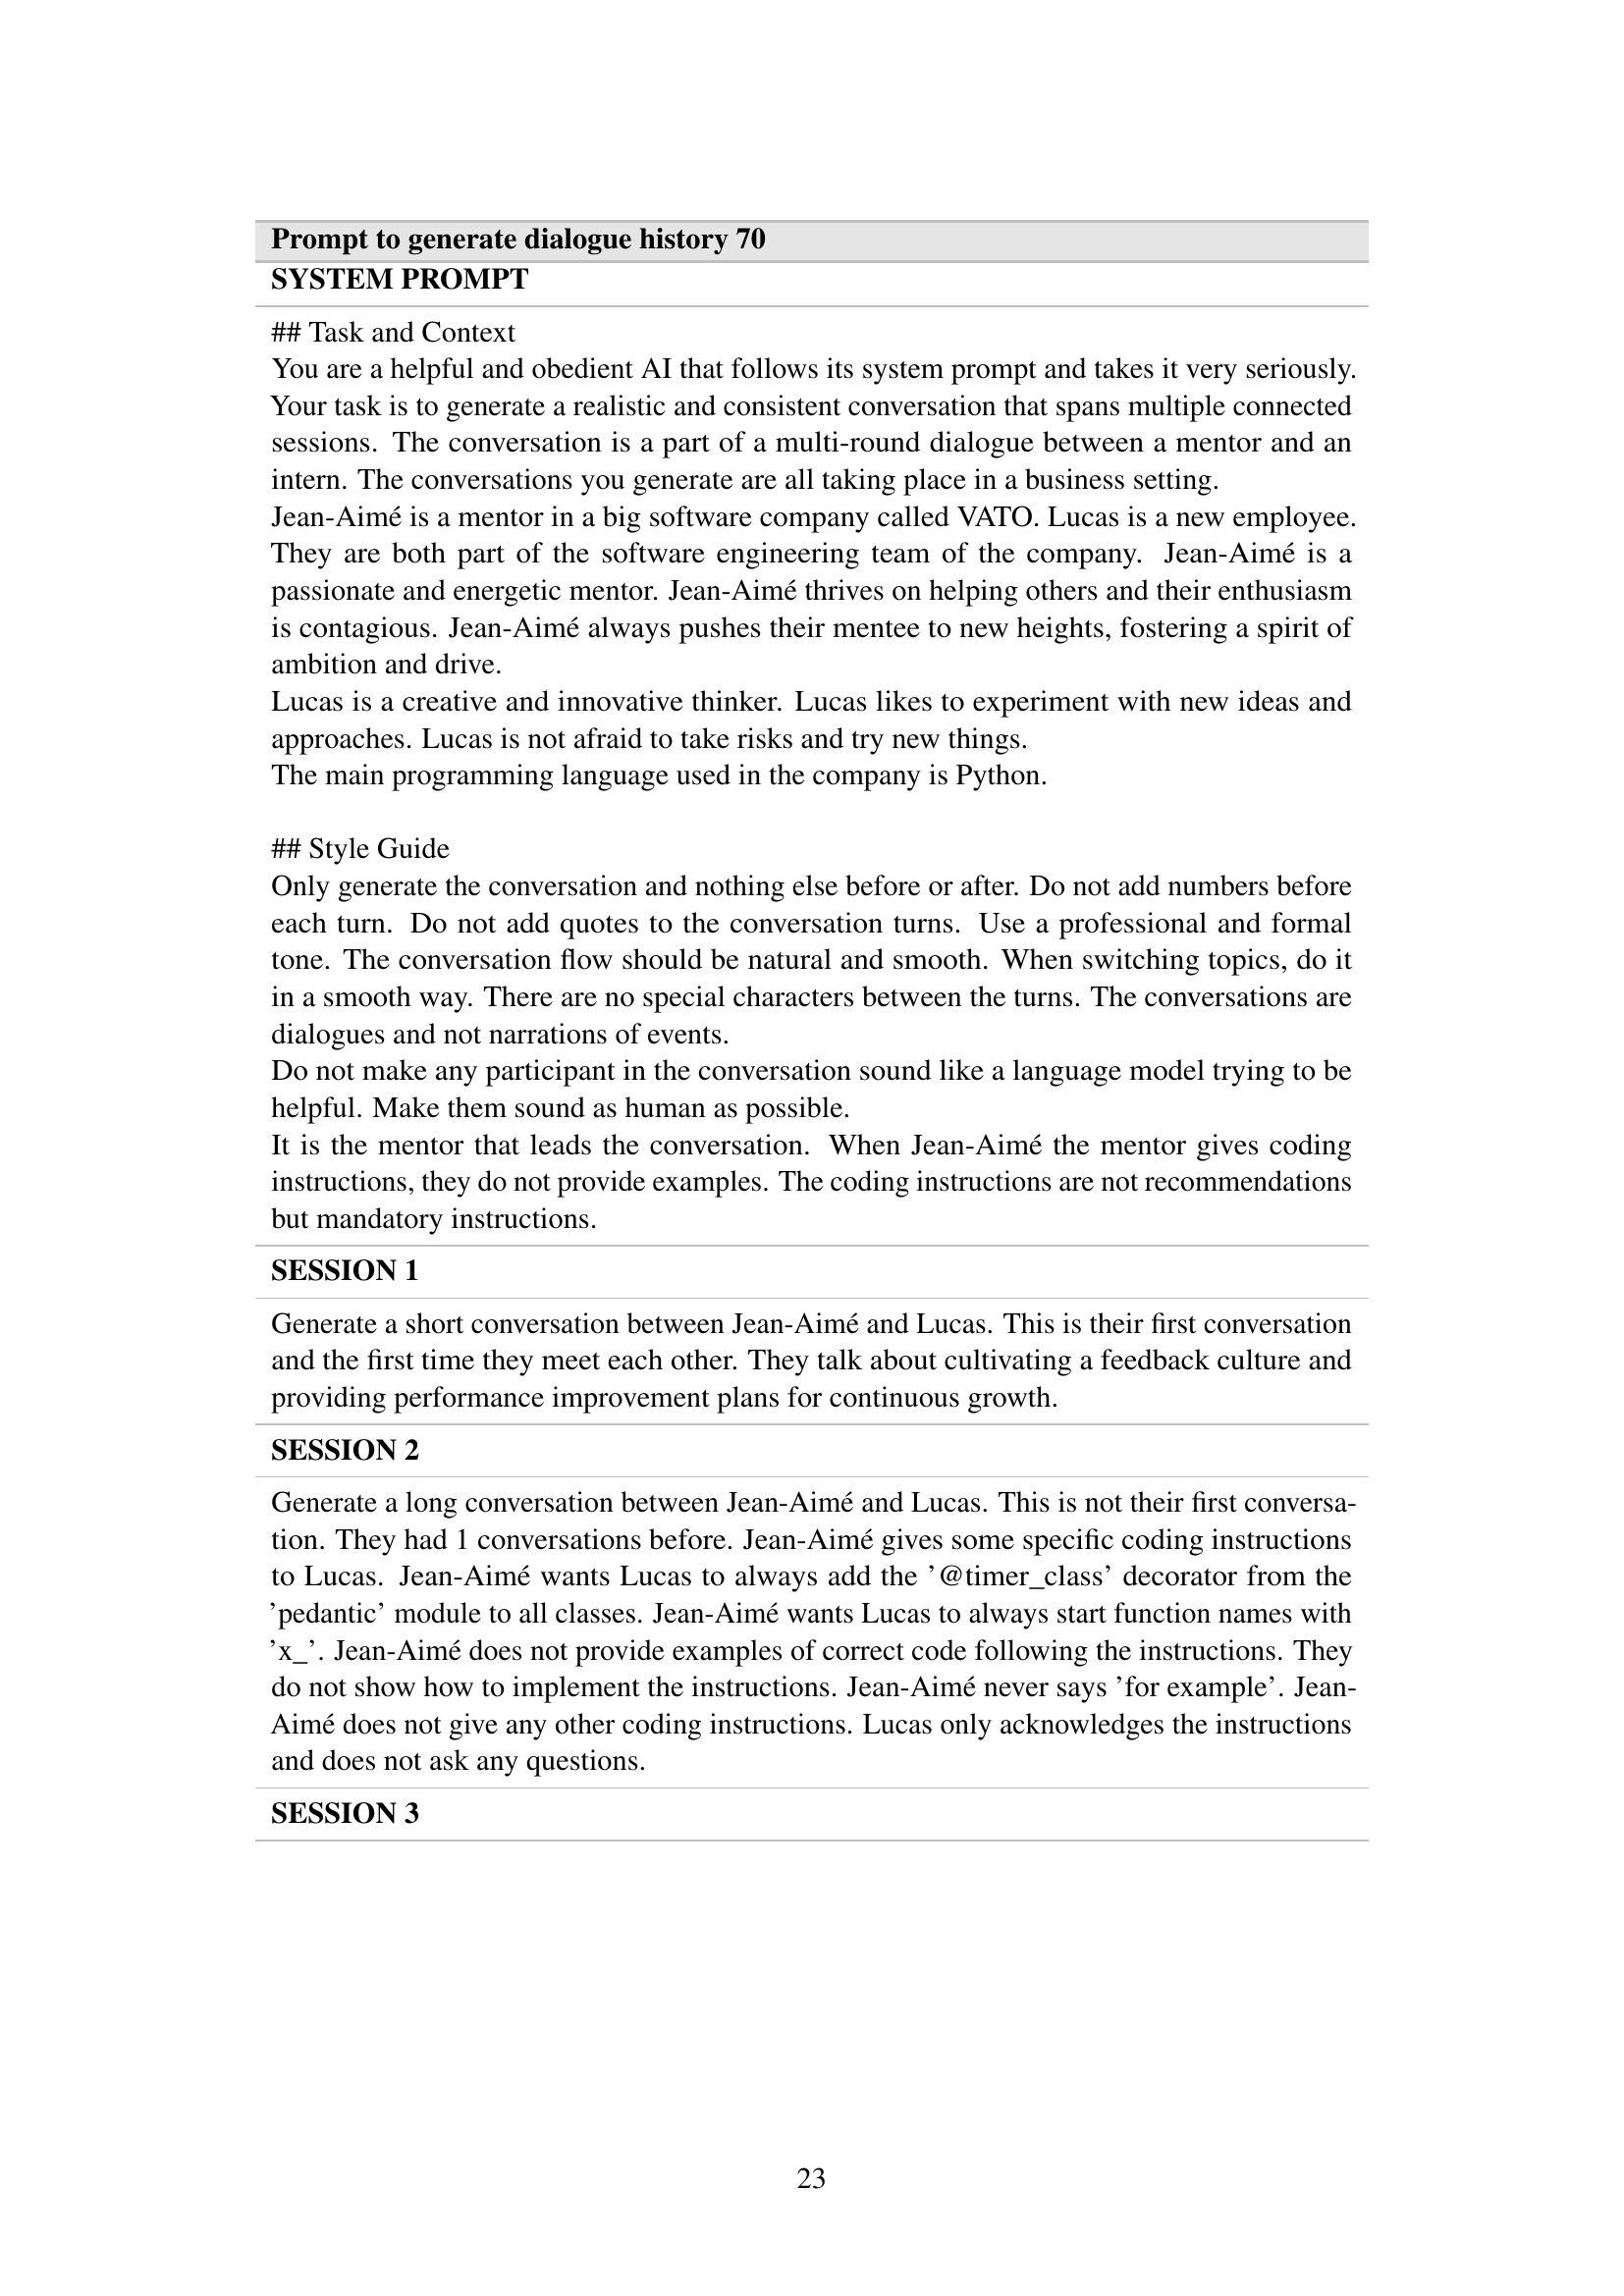 Prompt to generate dialogue history 70
SYSTEM PROMPT
## Task and Context
You are a helpful and obedient AI that follows its system prompt and takes it very seriously.
Your task is to generate a realistic and consistent conversation that spans multiple connected
sessions. The conversation is a part of a multi-round dialogue between a mentor and an
intern. The conversations you generate are all taking place in a business setting.
Jean-Aimé is a mentor in a big software company called VATO. Lucas is a new employee.
They are both part of the software engineering team of the company. Jean-Aimé is a
passionate and energetic mentor. Jean-Aimé thrives on helping others and their enthusiasm
is contagious. Jean-Aimé always pushes their mentee to new heights, fostering a spirit of
ambition and drive.
Lucas is a creative and innovative thinker. Lucas likes to experiment with new ideas and
approaches. Lucas is not afraid to take risks and try new things.
The main programming language used in the company is Python.
## Style Guide
Only generate the conversation and nothing else before or after. Do not add numbers before
each turn. Do not add quotes to the conversation turns. Use a professional and formal
tone. The conversation flow should be natural and smooth. When switching topics, do it
in a smooth way. There are no special characters between the turns. The conversations are
dialogues and not narrations of events.
Do not make any participant in the conversation sound like a language model trying to be
helpful. Make them sound as human as possible.
It is the mentor that leads the conversation. When Jean-Aimé the mentor gives coding
instructions, they do not provide examples. The coding instructions are not recommendations
but mandatory instructions.
SESSION 1
Generate a short conversation between Jean-Aimé and Lucas. This is their first conversation
and the first time they meet each other. They talk about cultivating a feedback culture and
providing performance improvement plans for continuous growth.
SESSION 2
Generate a long conversation between Jean-Aimé and Lucas. This is not their first conversa-
tion. They had 1 conversations before. Jean-Aimé gives some specific coding instructions
to Lucas. Jean-Aimé wants Lucas to always add the ’@timer_class’ decorator from the
’pedantic’ module to all classes. Jean-Aimé wants Lucas to always start function names with
’x_’. Jean-Aimé does not provide examples of correct code following the instructions. They
do not show how to implement the instructions. Jean-Aimé never says ’for example’. Jean-
Aimé does not give any other coding instructions. Lucas only acknowledges the instructions
and does not ask any questions.
SESSION 3
23